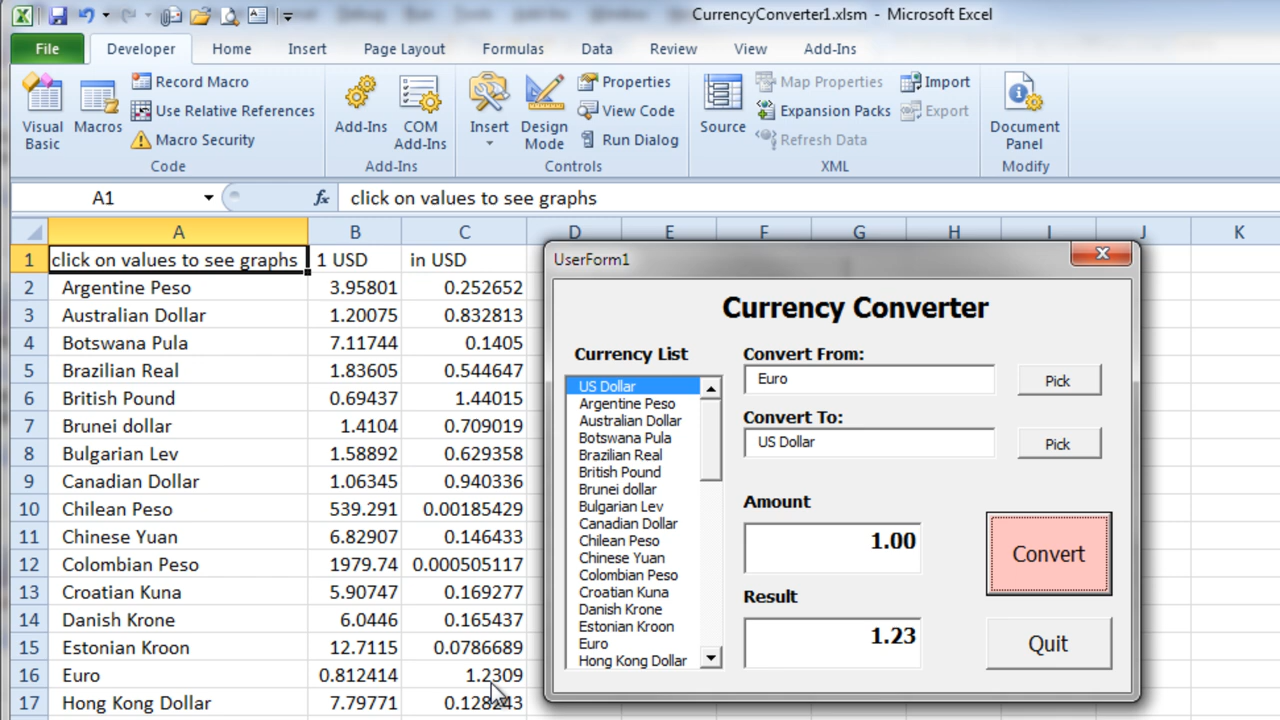 CurrencyConverter1.xlsm - Microsoft Excel
File Developer Home Insert Page Layout Formulas Data Review View Add-Ins
Visual Basic
Macros
Record Macro
Use Relative References
Macro Security
Code
Add-Ins
COM Add-Ins
Add-Ins
Insert
Design Mode
Properties
View Code
Run Dialog
Controls
Source
Map Properties
Expansion Packs
Refresh Data
Import
Export
XML
Document Panel
Modify
A1 fx click on values to see graphs
A B C D E F G H I J K
1 click on values to see graphs 1 USD in USD
2 Argentine Peso 3.95801 0.252652
3 Australian Dollar 1.20075 0.832813
4 Botswana Pula 7.11744 0.1405
5 Brazilian Real 1.83605 0.544647
6 British Pound 0.69437 1.44015
7 Brunei dollar 1.4104 0.709019
8 Bulgarian Lev 1.58892 0.629358
9 Canadian Dollar 1.06345 0.940336
10 Chilean Peso 539.291 0.00185429
11 Chinese Yuan 6.82907 0.146433
12 Colombian Peso 1979.74 0.000505117
13 Croatian Kuna 5.90747 0.169277
14 Danish Krone 6.0446 0.165437
15 Estonian Kroon 12.7115 0.0786689
16 Euro 0.812414 1.2309
17 Hong Kong Dollar 7.79771 0.128243
UserForm1
Currency Converter
Currency List
US Dollar
Argentine Peso
Australian Dollar
Botswana Pula
Brazilian Real
British Pound
Brunei dollar
Bulgarian Lev
Canadian Dollar
Chilean Peso
Chinese Yuan
Colombian Peso
Croatian Kuna
Danish Krone
Estonian Kroon
Euro
Hong Kong Dollar
Convert From:
Euro Pick
Convert To:
US Dollar Pick
Amount
1.00
Convert
Result
1.23
Quit